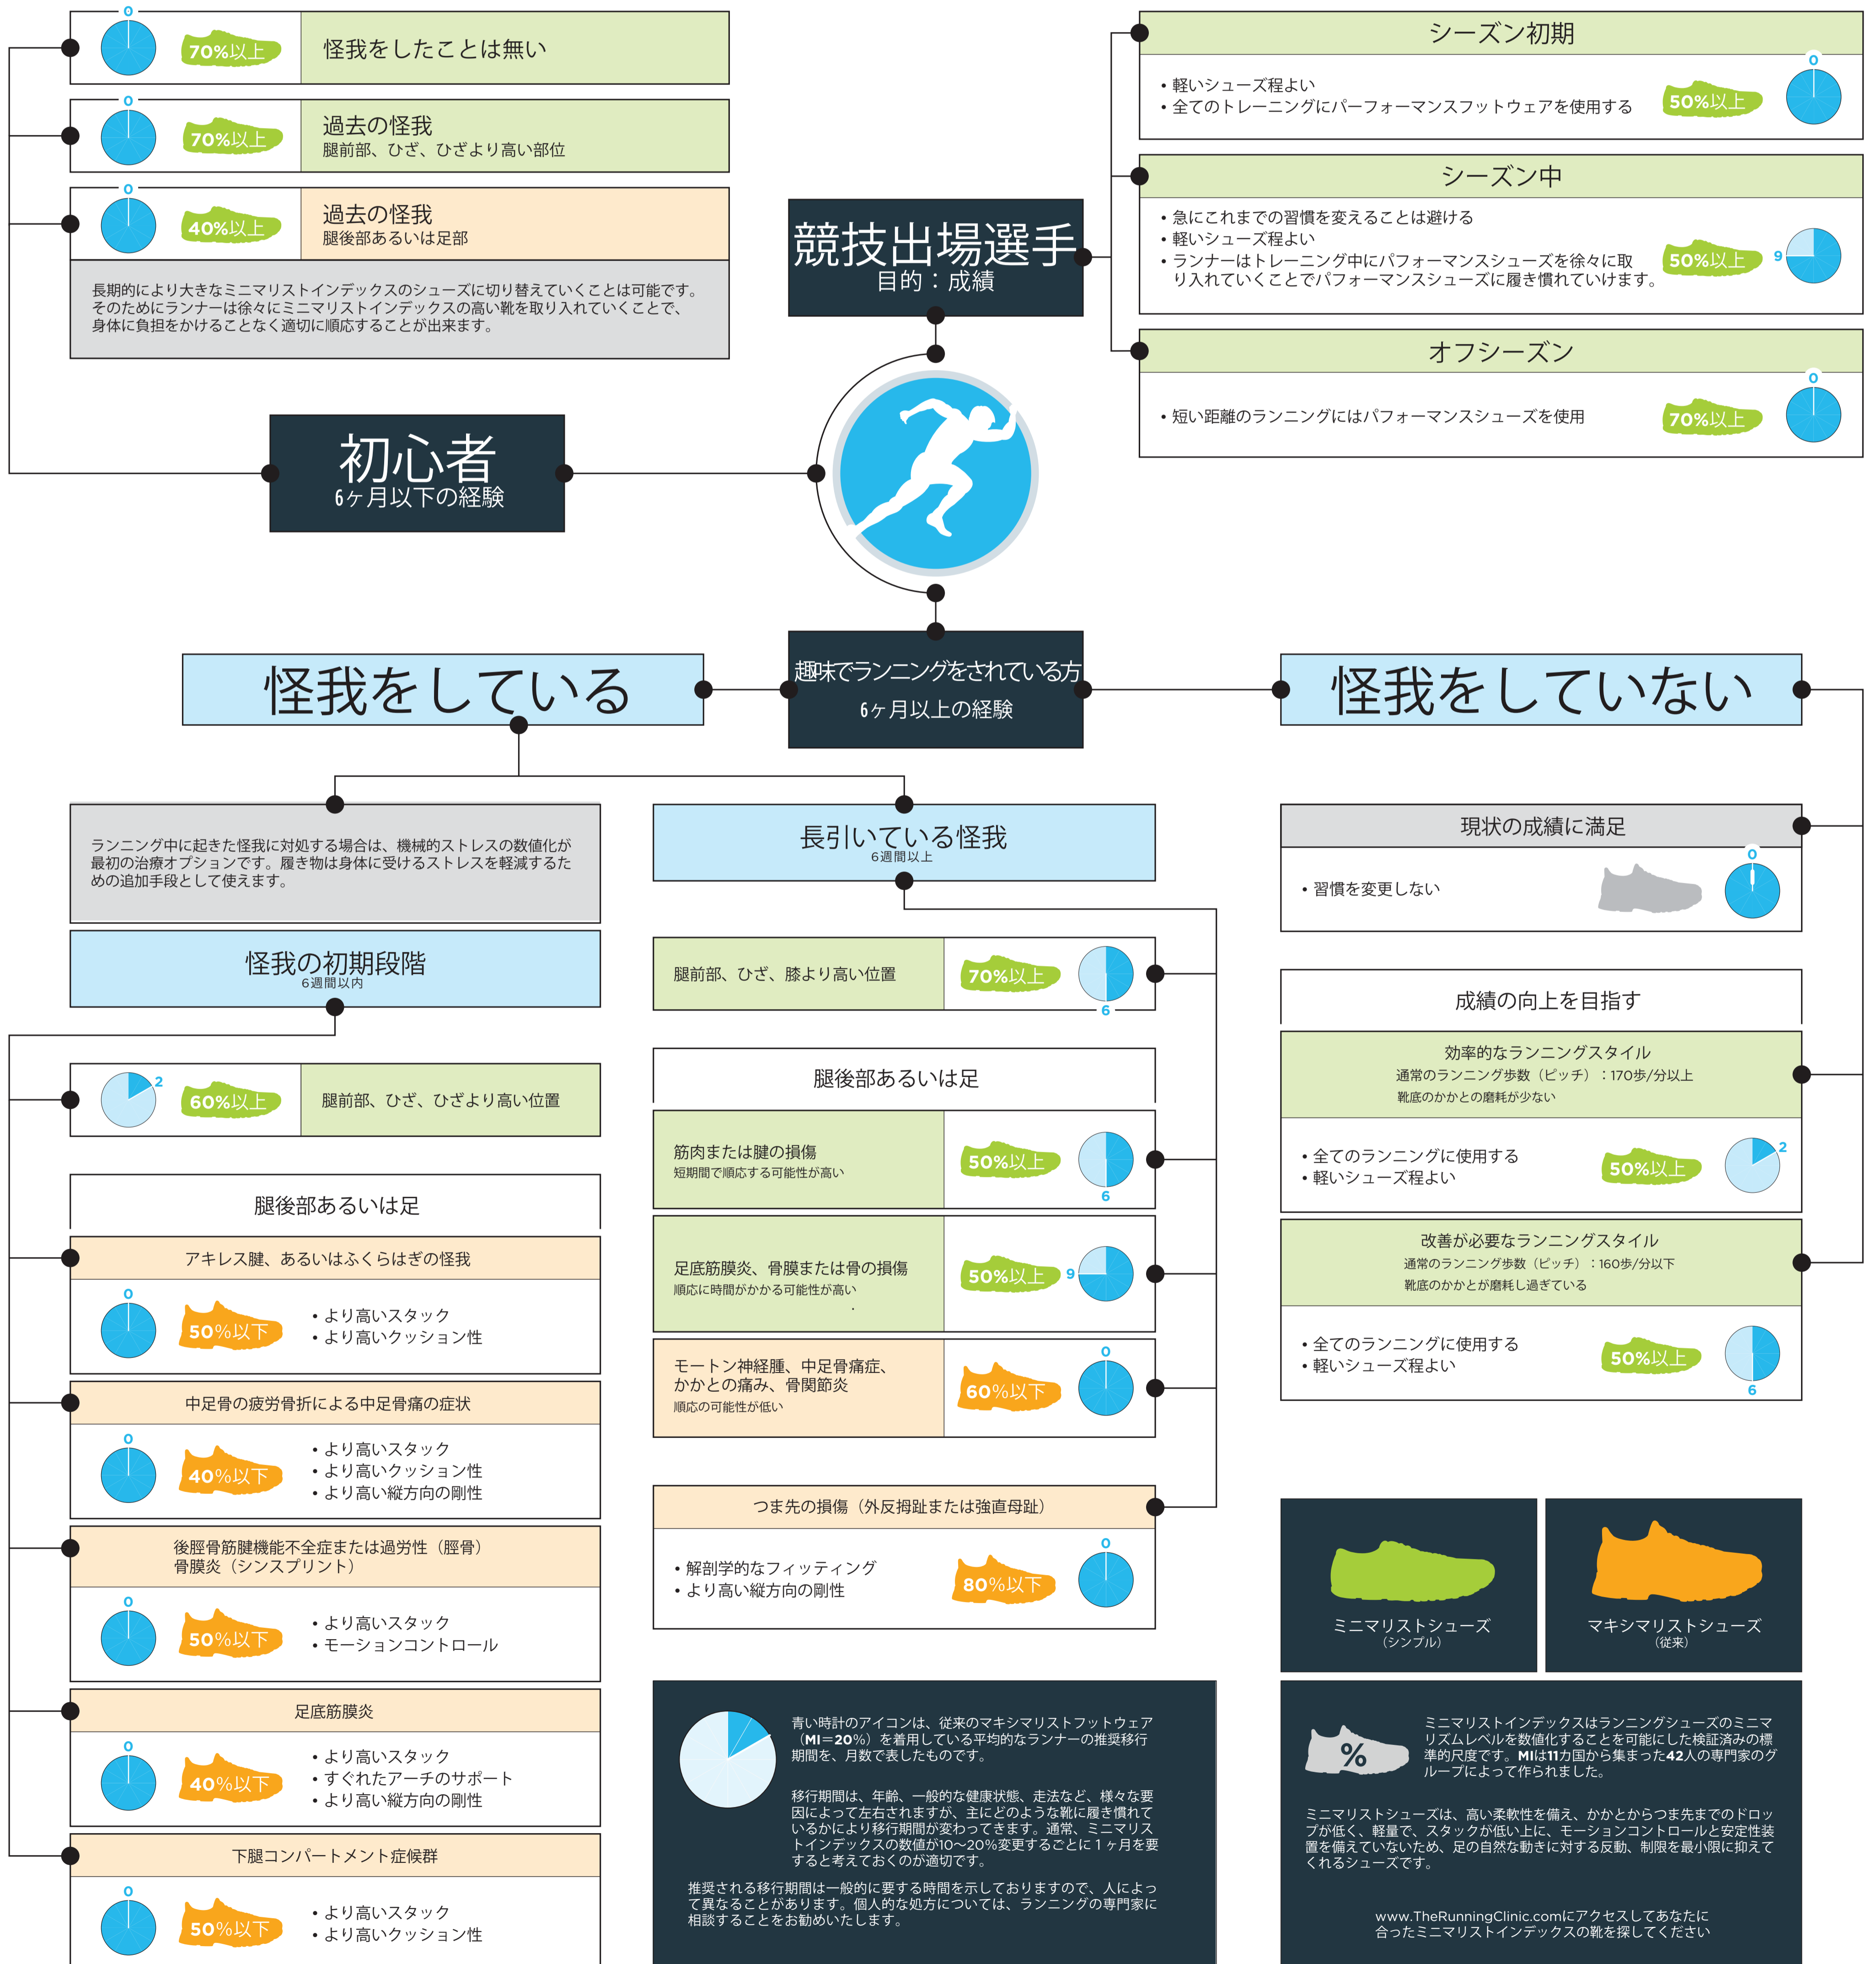 0
70%以上
怪我をしたことは無い
0
70%以上
過去の怪我
腿前部、ひざ、ひざより高い部位
0
40%以上
過去の怪我
腿後部あるいは足部
長期的により大きなミニマリストインデックスのシューズに切り替えていくことは可能です。
そのためにランナーは徐々にミニマリストインデックスの高い靴を取り入れていくことで、
身体に負担をかけることなく適切に順応することが出来ます。
初心者
6ヶ月以下の経験
競技出場選手
目的：成績
シーズン初期
• 軽いシューズ程よい
• 全てのトレーニングにパーフォーマンスフットウェアを使用する
50%以上
0
シーズン中
• 急にこれまでの習慣を変えることは避ける
• 軽いシューズ程よい
• ランナーはトレーニング中にパフォーマンスシューズを徐々に取
り入れていくことでパフォーマンスシューズに履き慣れていけます。
50%以上
9
オフシーズン
• 短い距離のランニングにはパフォーマンスシューズを使用
70%以上
0
趣味でランニングをされている方
6ヶ月以上の経験
怪我をしている
怪我をしていない
ランニング中に起きた怪我に対処する場合は、機械的ストレスの数値化が
最初の治療オプションです。履き物は身体に受けるストレスを軽減するた
めの追加手段として使えます。
怪我の初期段階
6週間以内
2
60%以上
腿前部、ひざ、ひざより高い位置
腿後部あるいは足
アキレス腱、あるいはふくらはぎの怪我
0
50%以下
• より高いスタック
• より高いクッション性
中足骨の疲労骨折による中足骨痛の症状
0
40%以下
• より高いスタック
• より高いクッション性
• より高い縦方向の剛性
後脛骨筋腱機能不全症または過労性（脛骨）
骨膜炎（シンスプリント）
0
50%以下
• より高いスタック
• モーションコントロール
足底筋膜炎
0
40%以下
• より高いスタック
• すぐれたアーチのサポート
• より高い縦方向の剛性
下腿コンパートメント症候群
0
50%以下
• より高いスタック
• より高いクッション性
長引いている怪我
6週間以上
腿前部、ひざ、膝より高い位置
70%以上
6
腿後部あるいは足
筋肉または腱の損傷
短期間で順応する可能性が高い
50%以上
6
足底筋膜炎、骨膜または骨の損傷
順応に時間がかかる可能性が高い
50%以上
9
モートン神経腫、中足骨痛症、
かかとの痛み、骨関節炎
順応の可能性が低い
60%以下
0
つま先の損傷（外反拇趾または強直母趾）
• 解剖学的なフィッティング
• より高い縦方向の剛性
80%以下
0
現状の成績に満足
• 習慣を変更しない
0
成績の向上を目指す
効率的なランニングスタイル
通常のランニング歩数（ピッチ）：170歩/分以上
靴底のかかとの磨耗が少ない
• 全てのランニングに使用する
• 軽いシューズ程よい
50%以上
2
改善が必要なランニングスタイル
通常のランニング歩数（ピッチ）：160歩/分以下
靴底のかかとが磨耗し過ぎている
• 全てのランニングに使用する
• 軽いシューズ程よい
50%以上
6
ミニマリストシューズ
（シンプル）
マキシマリストシューズ
（従来）
青い時計のアイコンは、従来のマキシマリストフットウェア
（MI＝20%）を着用している平均的なランナーの推奨移行
期間を、月数で表したものです。
移行期間は、年齢、一般的な健康状態、走法など、様々な要
因によって左右されますが、主にどのような靴に履き慣れて
いるかにより移行期間が変わってきます。通常、ミニマリス
トインデックスの数値が10～20%変更するごとに１ヶ月を要
すると考えておくのが適切です。
推奨される移行期間は一般的に要する時間を示しておりますので、人によっ
て異なることがあります。個人的な処方については、ランニングの専門家に
相談することをお勧めいたします。
%
ミニマリストインデックスはランニングシューズのミニマ
リズムレベルを数値化することを可能にした検証済みの標
準的尺度です。MIは11カ国から集まった42人の専門家のグ
ループによって作られました。
ミニマリストシューズは、高い柔軟性を備え、かかとからつま先までのドロッ
プが低く、軽量で、スタックが低い上に、モーションコントロールと安定性装
置を備えていないため、足の自然な動きに対する反動、制限を最小限に抑えて
くれるシューズです。
www.TheRunningClinic.comにアクセスしてあなたに
合ったミニマリストインデックスの靴を探してください